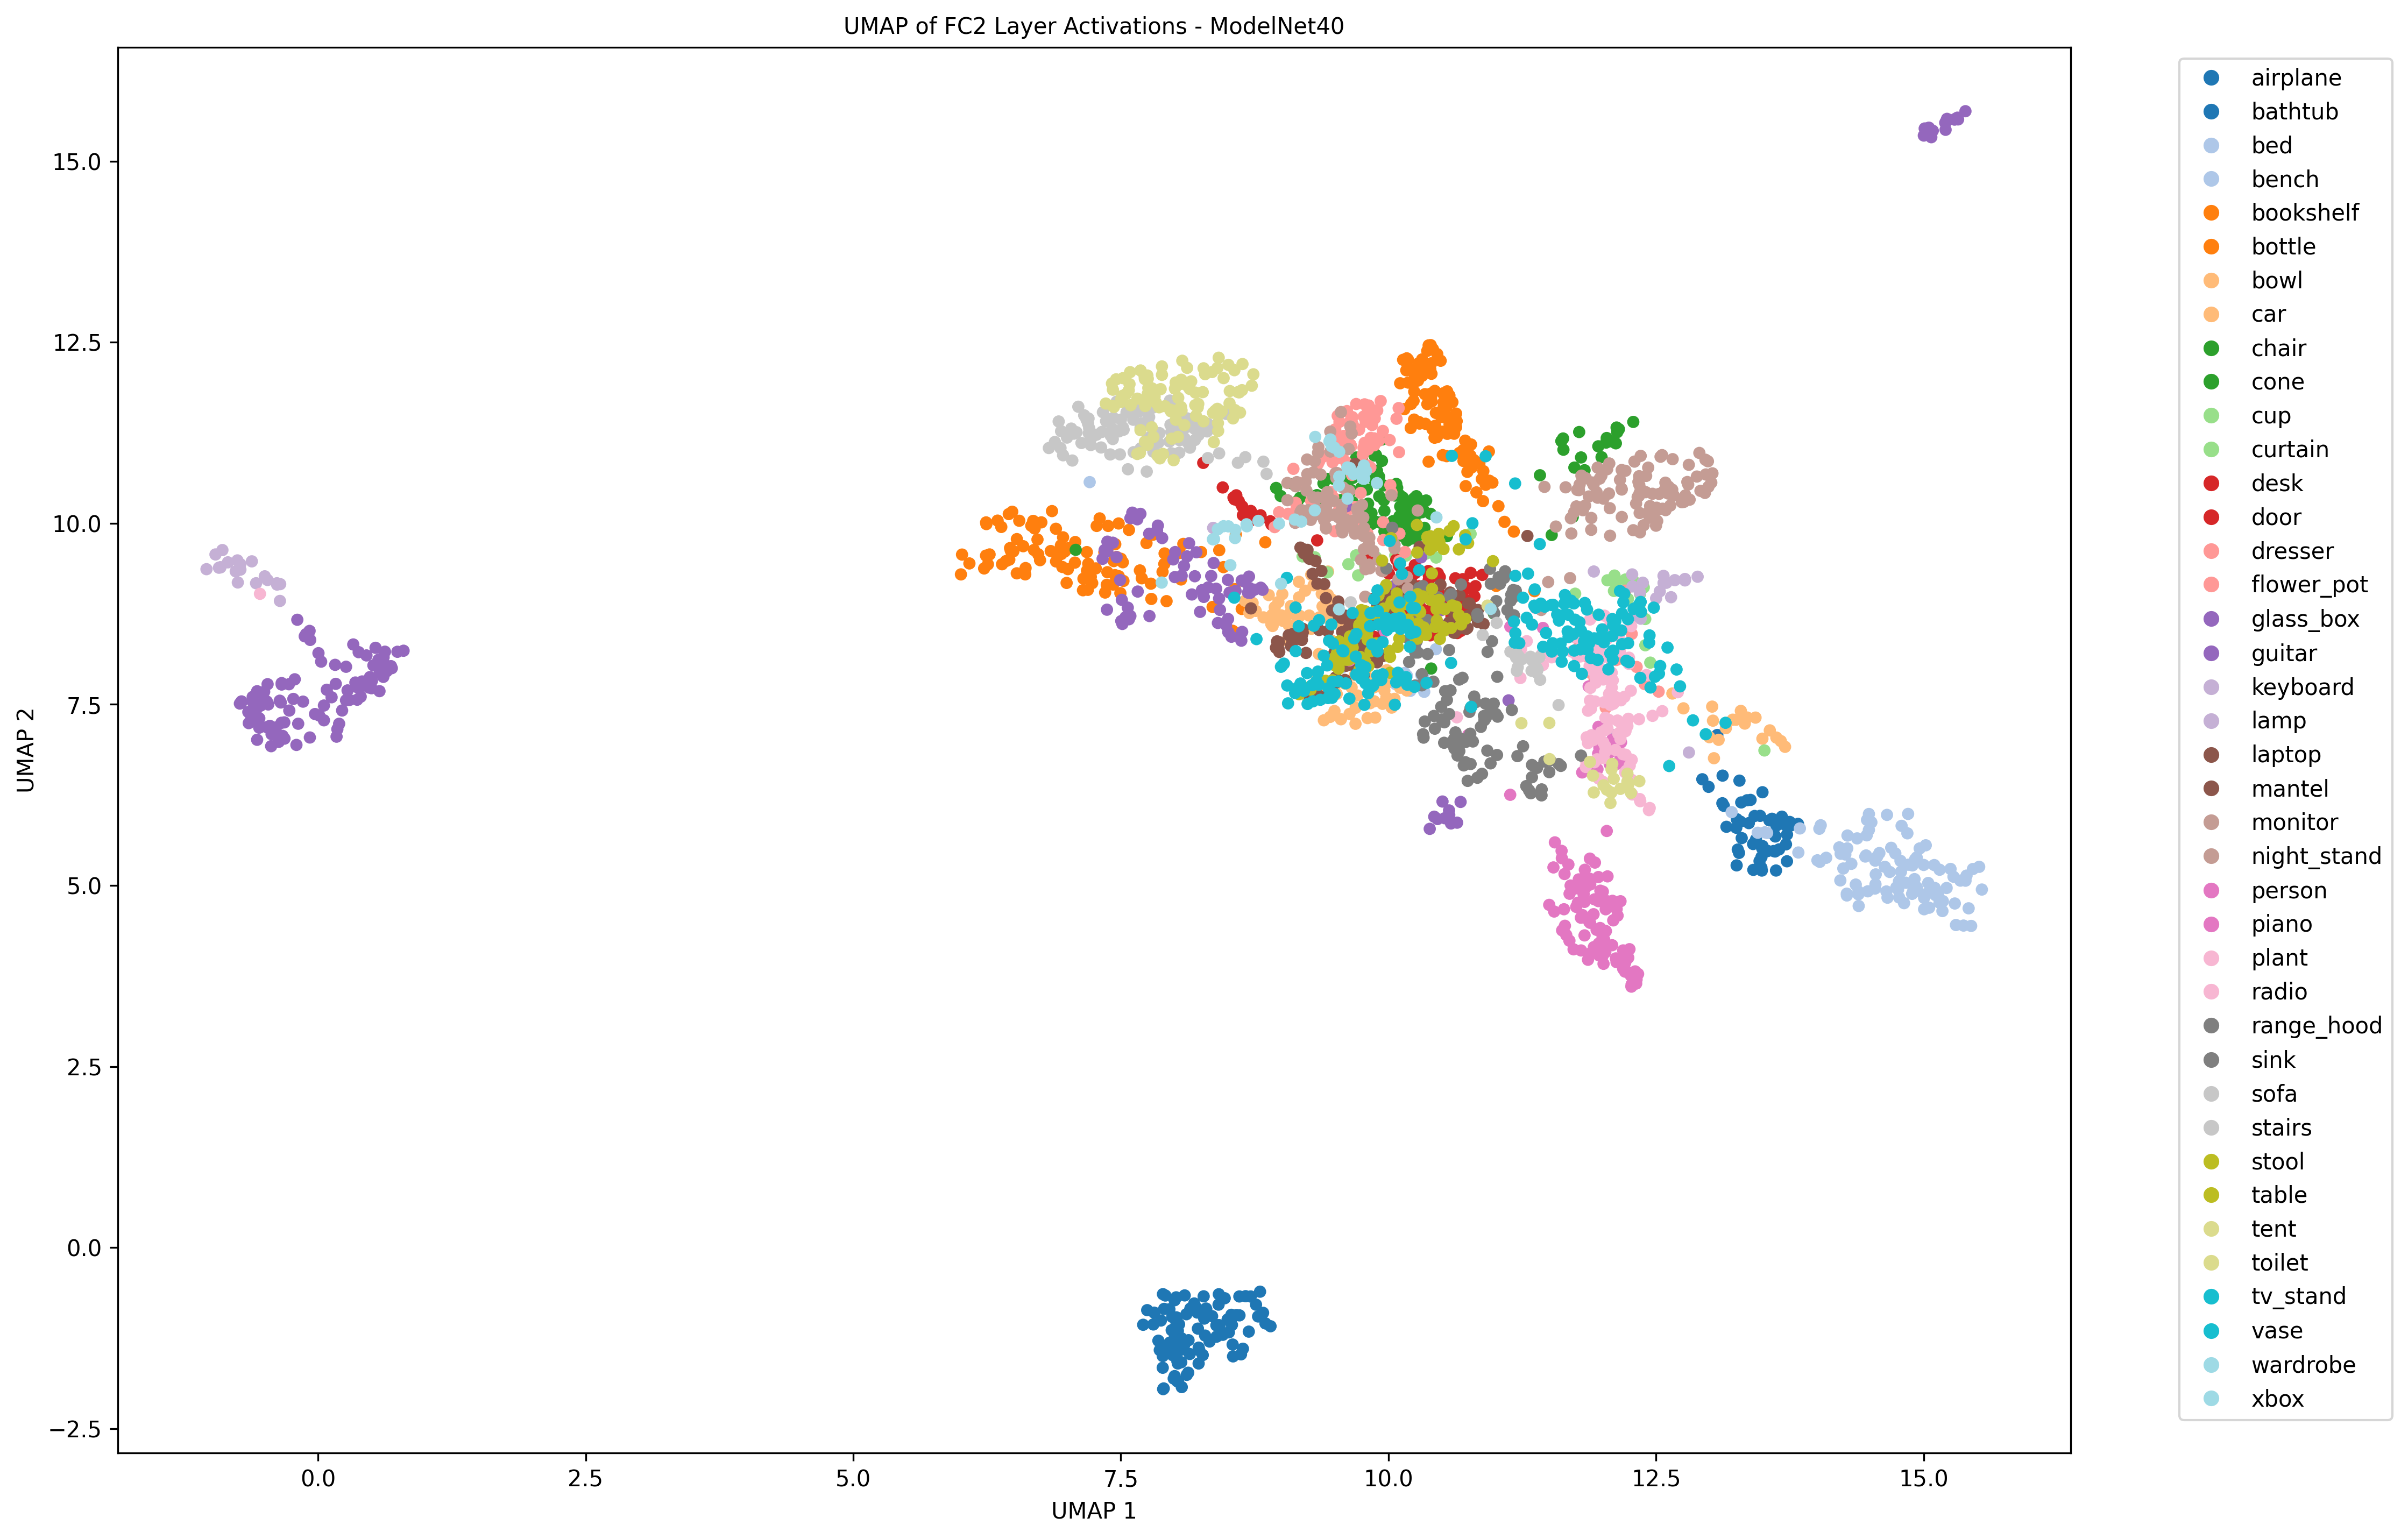 UMAP of FC2 Layer Activations - ModelNet40
15.0
12.5
10.0
7.5
5.0
2.5
0.0
−2.5
UMAP 2
0.0
2.5
5.0
7.5
10.0
12.5
15.0
UMAP 1
airplane
bathtub
bed
bench
bookshelf
bottle
bowl
car
chair
cone
cup
curtain
desk
door
dresser
flower_pot
glass_box
guitar
keyboard
lamp
laptop
mantel
monitor
night_stand
person
piano
plant
radio
range_hood
sink
sofa
stairs
stool
table
tent
toilet
tv_stand
vase
wardrobe
xbox